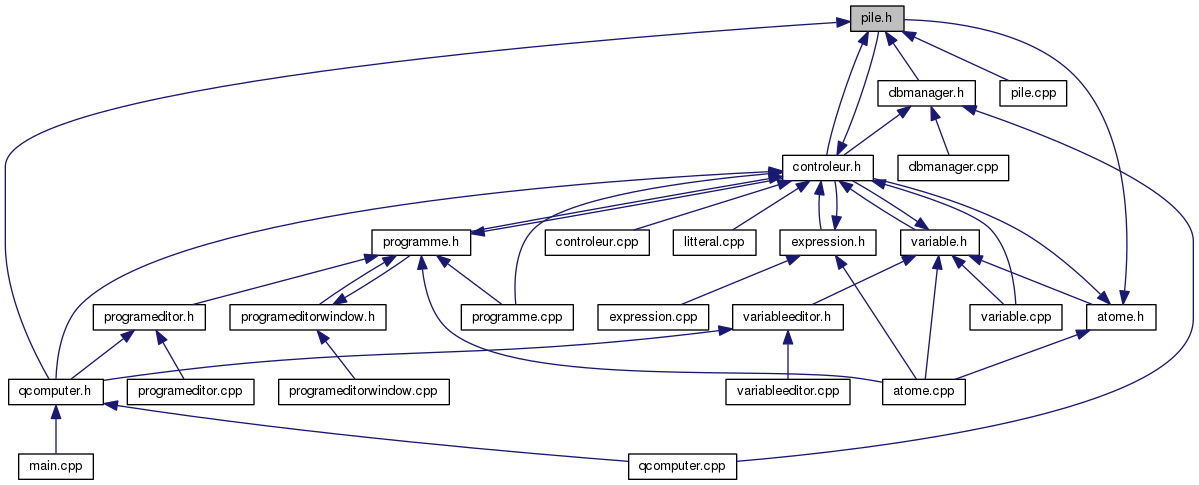 pile.h
dbmanager.h
pile.cpp
controleur.h
dbmanager.cpp
programme.h
controleur.cpp
litteral.cpp
expression.h
variable.h
programeditor.h
programeditorwindow.h
programme.cpp
expression.cpp
variableeditor.h
variable.cpp
atome.h
qcomputer.h
programeditor.cpp
programeditorwindow.cpp
variableeditor.cpp
atome.cpp
main.cpp
qcomputer.cpp